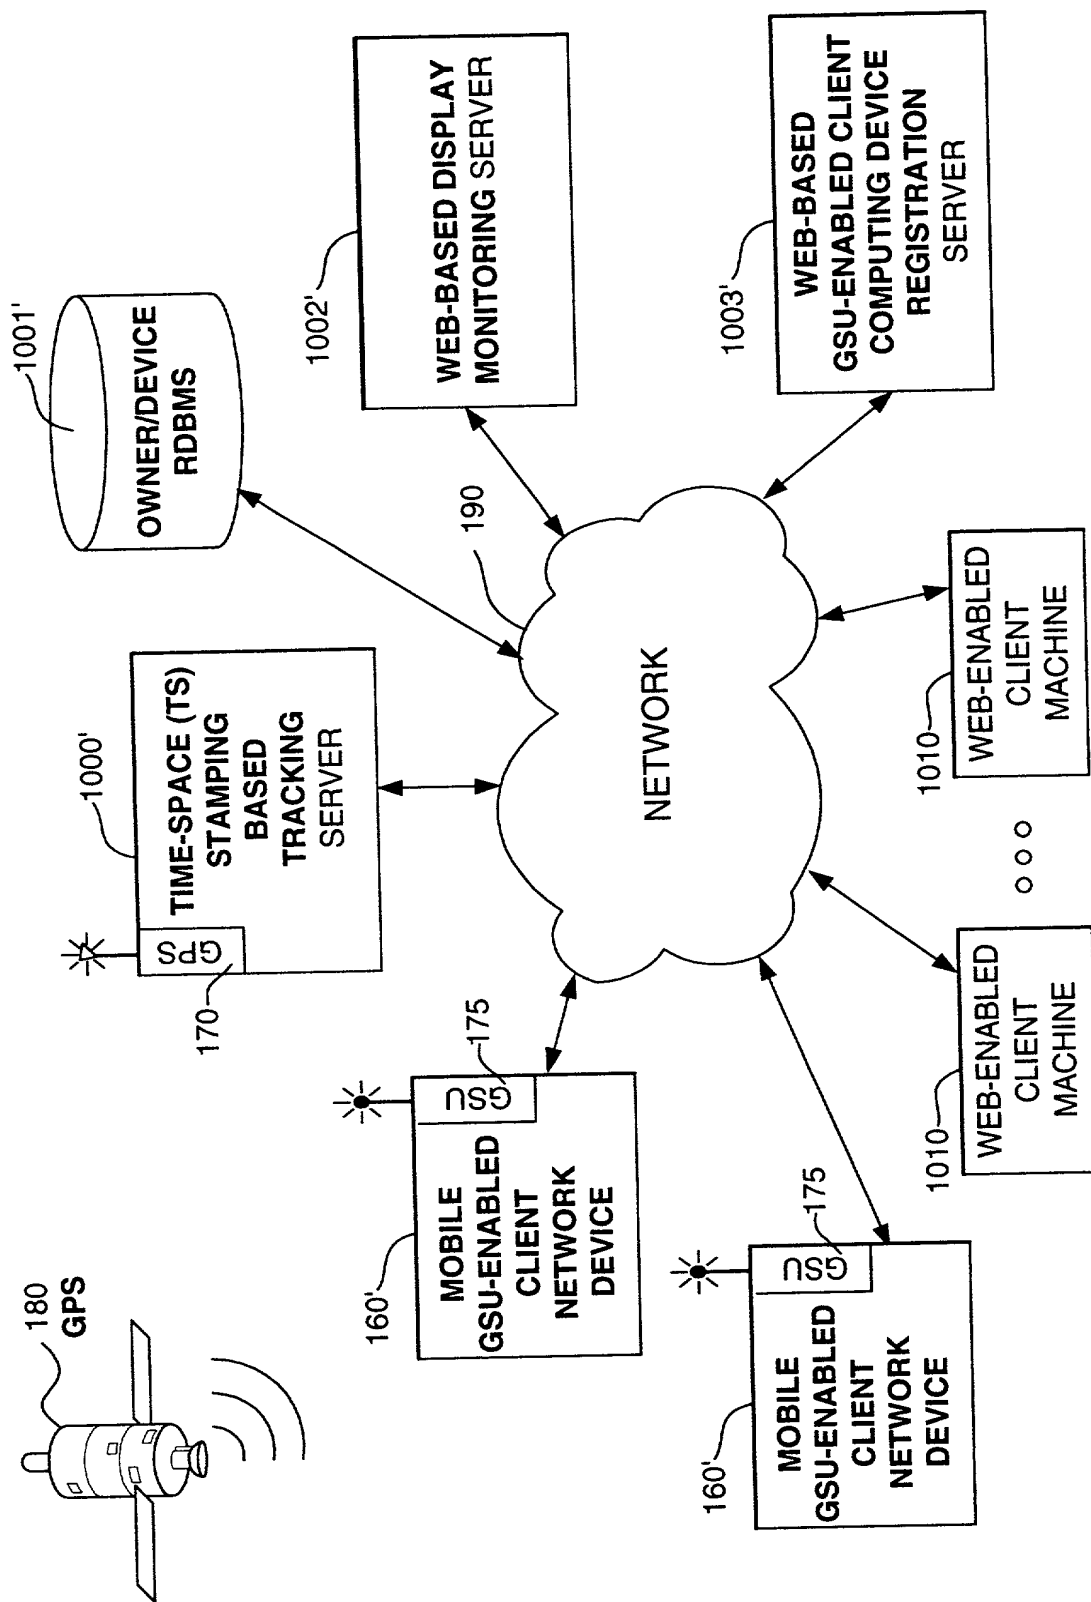 180
GPS
1000'
TIME-SPACE (TS)
STAMPING
BASED
TRACKING
SERVER
GPS
170
1001'
OWNER/DEVICE
RDBMS
1002'
WEB-BASED DISPLAY
MONITORING SERVER
160'
MOBILE
GSU-ENABLED
CLIENT
NETWORK
DEVICE
GSU
175
190
NETWORK
1003'
WEB-BASED
GSU-ENABLED CLIENT
COMPUTING DEVICE
REGISTRATION
SERVER
160'
MOBILE
GSU-ENABLED
CLIENT
NETWORK
DEVICE
GSU
175
1010
WEB-ENABLED
CLIENT
MACHINE
1010
WEB-ENABLED
CLIENT
MACHINE